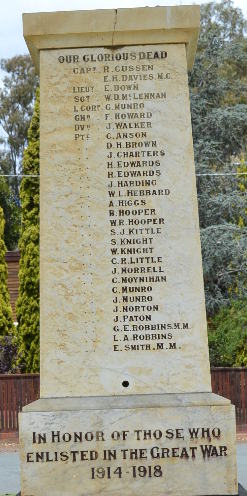 OUR GLORIOUS DEAD
CAPT. R. CUSSEN
" E.H. DAVIES. M.C.
LIEUT. E. DOWN
SGT. W.D. McLENNAN
L.CORP. G. MUNRO
GNR. F. HOWARD
DVR. J. WALKER
PTE. C. ANSON
" D.H. BROWN
" J. CHARTERS
" H. EDWARDS
" H. EDWARDS
" J. HARDING
" W.L. HEBBARD
" A. HIGGS
" B. HOOPER
" W.R. HOOPER
" S.J. KITTLE
" S. KNIGHT
" W. KNIGHT
" C.R. LITTLE
" J. MORRELL
" C. MOYNIHAN
" C. MUNRO
" J. MUNRO
" J. NORTON
" J. PATON
" G.E. ROBBINS. M.M.
" L.A. ROBBINS
" E. SMITH. M.M.
IN HONOR OF THOSE WHO
ENLISTED IN THE GREAT WAR
1914-1918